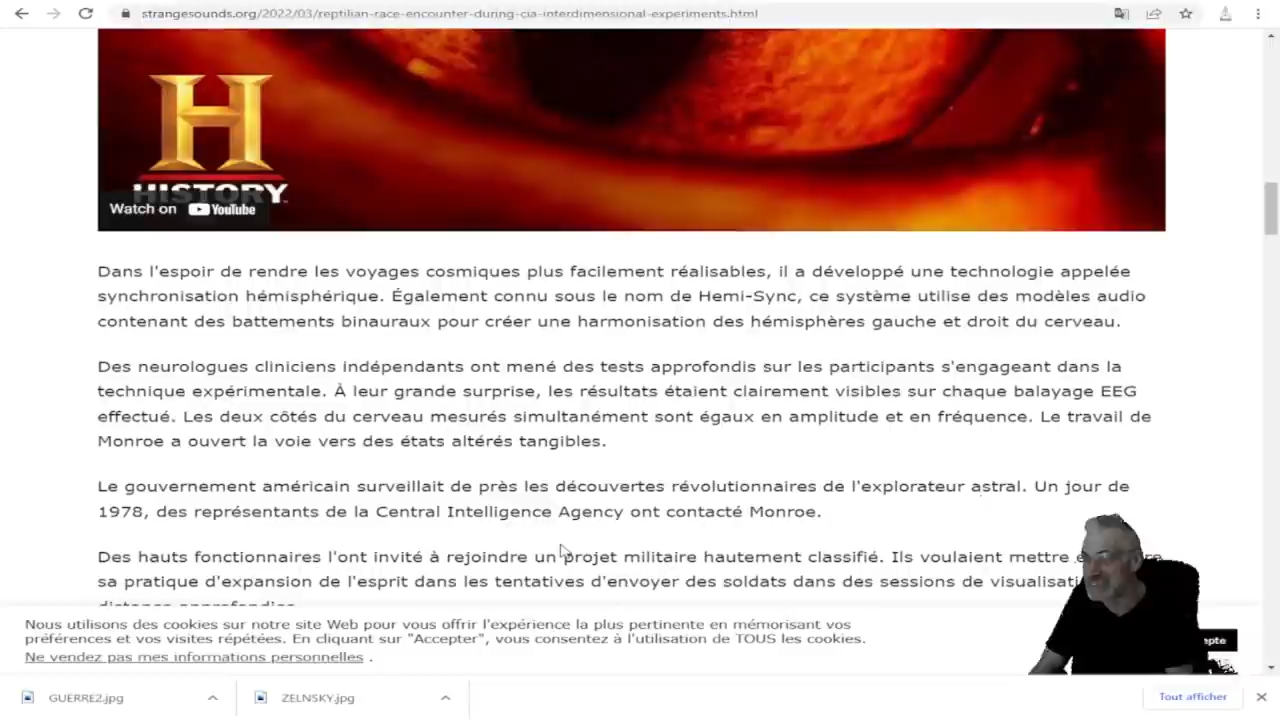 strangesounds.org/2022/03/reptilian-race-encounter-during-cia-interdimensional-experiments.html
H
HISTORY
Watch on YouTube
Dans l'espoir de rendre les voyages cosmiques plus facilement réalisables, il a développé une technologie appelée
synchronisation hémisphérique. Également connu sous le nom de Hemi-Sync, ce système utilise des modèles audio
contenant des battements binauraux pour créer une harmonisation des hémisphères gauche et droit du cerveau.
Des neurologues cliniciens indépendants ont mené des tests approfondis sur les participants s'engageant dans la
technique expérimentale. À leur grande surprise, les résultats étaient clairement visibles sur chaque balayage EEG
effectué. Les deux côtés du cerveau mesurés simultanément sont égaux en amplitude et en fréquence. Le travail de
Monroe a ouvert la voie vers des états altérés tangibles.
Le gouvernement américain surveillait de près les découvertes révolutionnaires de l'explorateur astral. Un jour de
1978, des représentants de la Central Intelligence Agency ont contacté Monroe.
Des hauts fonctionnaires l'ont invité à rejoindre un projet militaire hautement classifié. Ils voulaient mettre
sa pratique d'expansion de l'esprit dans les tentatives d'envoyer des soldats dans des sessions de
Nous utilisons des cookies sur notre site Web pour vous offrir l'expérience la plus pertinente en mémorisant vos
préférences et vos visites répétées. En cliquant sur "Accepter", vous consentez à l'utilisation de TOUS les cookies.
Ne vendez pas mes informations personnelles .
GUERRE2.jpg
ZELNSKY.jpg
Tout afficher